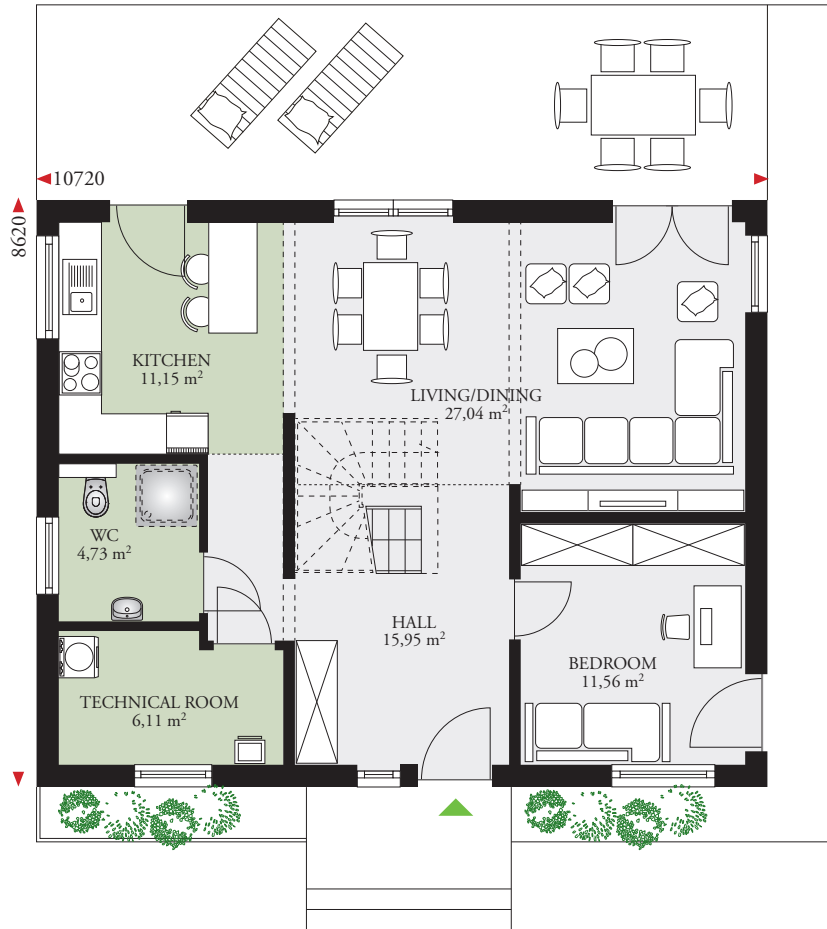 10720
8620
KITCHEN
11,15 m²
LIVING/DINING
27,04 m²
WC
4,73 m²
HALL
15,95 m²
BEDROOM
11,56 m²
TECHNICAL ROOM
6,11 m²